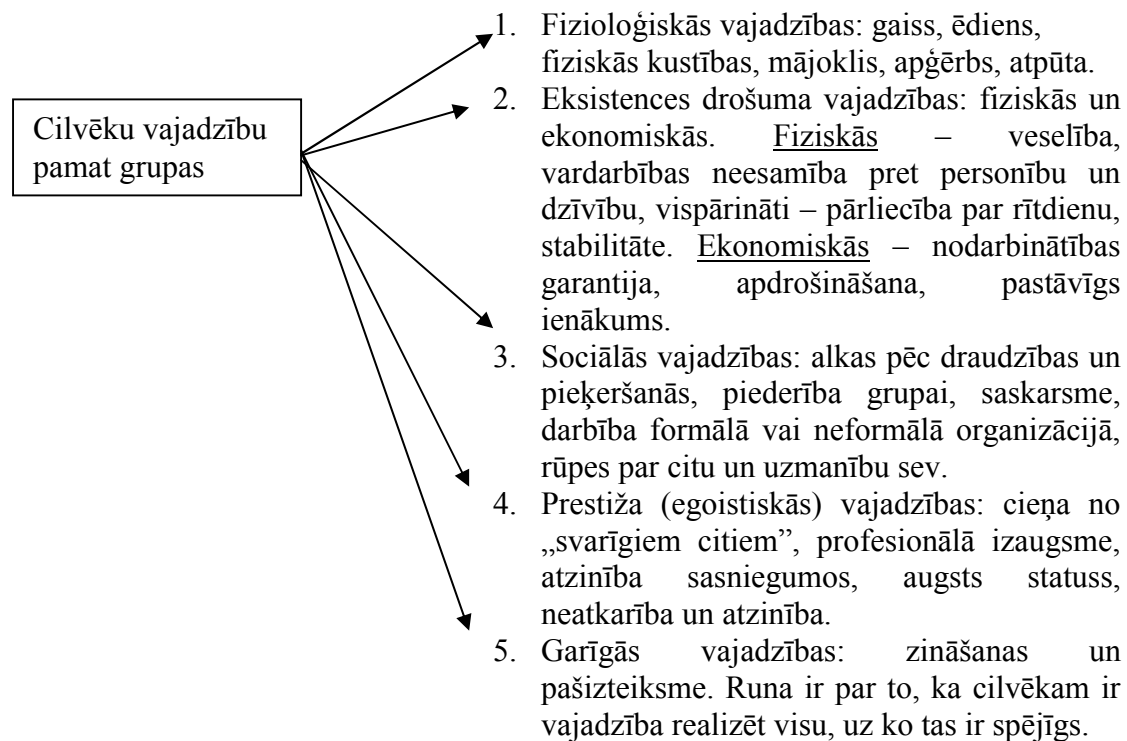 Cilvēku vajadzību
pamat grupas
1. Fizioloģiskās vajadzības: gaiss, ēdiens,
fiziskās kustības, mājoklis, apģērbs, atpūta.
2. Eksistences drošuma vajadzības: fiziskās un
ekonomiskās. Fiziskās – veselība,
vardarbības neesamība pret personību un
dzīvību, vispārināti – pārliecība par rītdienu,
stabilitāte. Ekonomiskās – nodarbinātības
garantija, apdrošināšana, pastāvīgs
ienākums.
3. Sociālās vajadzības: alkas pēc draudzības un
pieķeršanās, piederība grupai, saskarsme,
darbība formālā vai neformālā organizācijā,
rūpes par citu un uzmanību sev.
4. Prestiža (egoistiskās) vajadzības: cieņa no
„svarīgiem citiem”, profesionālā izaugsme,
atzinība sasniegumos, augsts statuss,
neatkarība un atzinība.
5. Garīgās vajadzības: zināšanas un
pašizteiksme. Runa ir par to, ka cilvēkam ir
vajadzība realizēt visu, uz ko tas ir spējīgs.